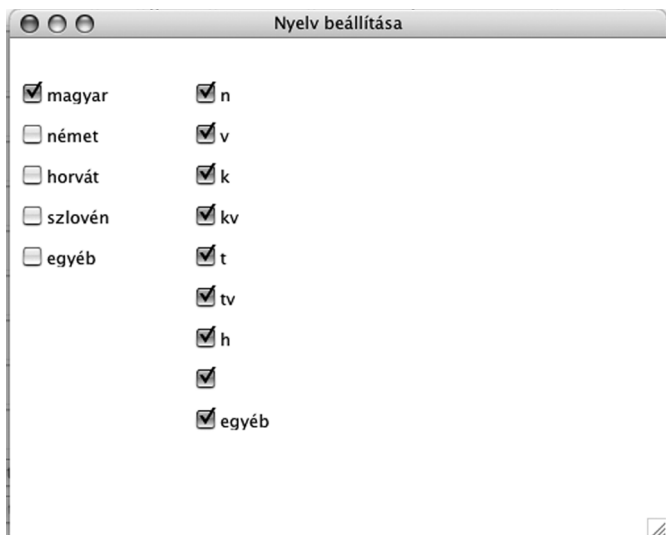 Nyelv beállítása
magyar
német
horvát
szlovén
egyéb
n
v
k
kv
t
tv
h
egyéb